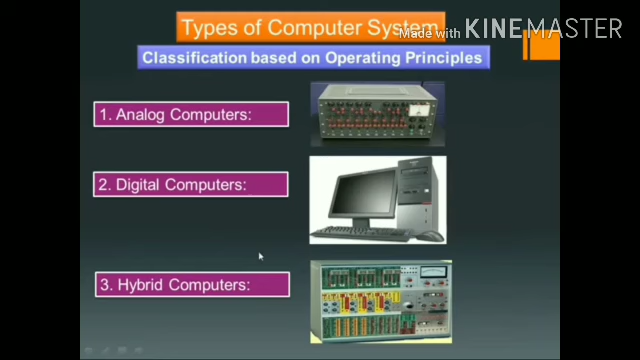 Types of Computer System
Made with KINEMASTER
Classification based on Operating Principles
1. Analog Computers:
2. Digital Computers:
3. Hybrid Computers: